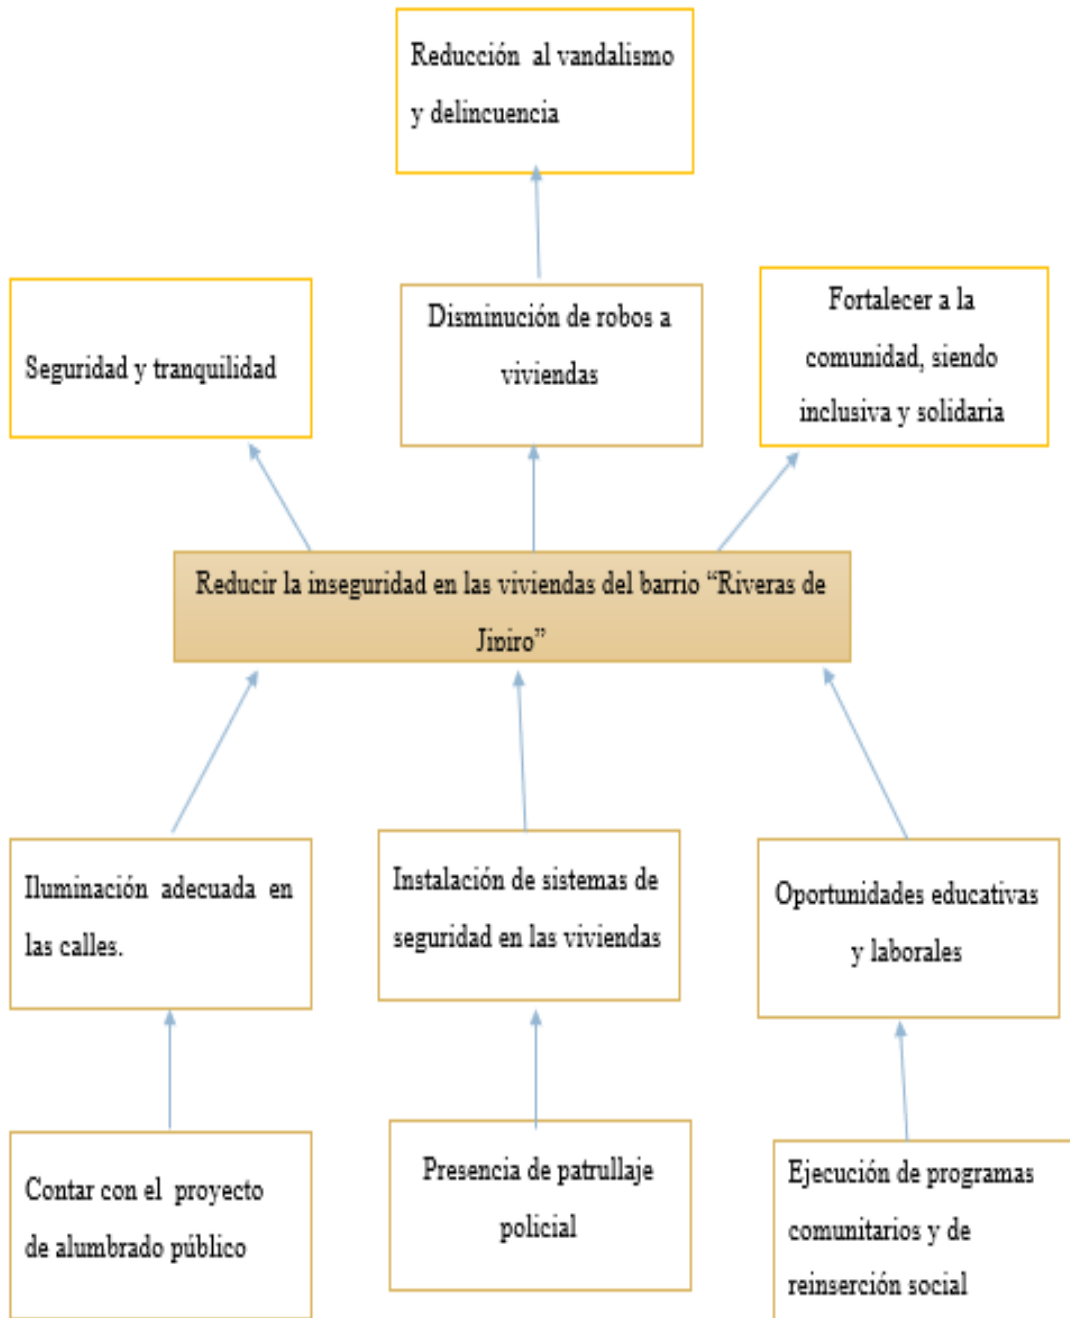 Reducción al vandalismo
y delincuencia
Seguridad y tranquilidad
Disminución de robos a
viviendas
Fortalecer a la
comunidad, siendo
inclusiva y solidaria
Reducir la inseguridad en las viviendas del barrio “Riveras de
Jipiro”
Iluminación adecuada en
las calles.
Instalación de sistemas de
seguridad en las viviendas
Oportunidades educativas
y laborales
Contar con el proyecto
de alumbrado público
Presencia de patrullaje
policial
Ejecución de programas
comunitarios y de
reinserción social